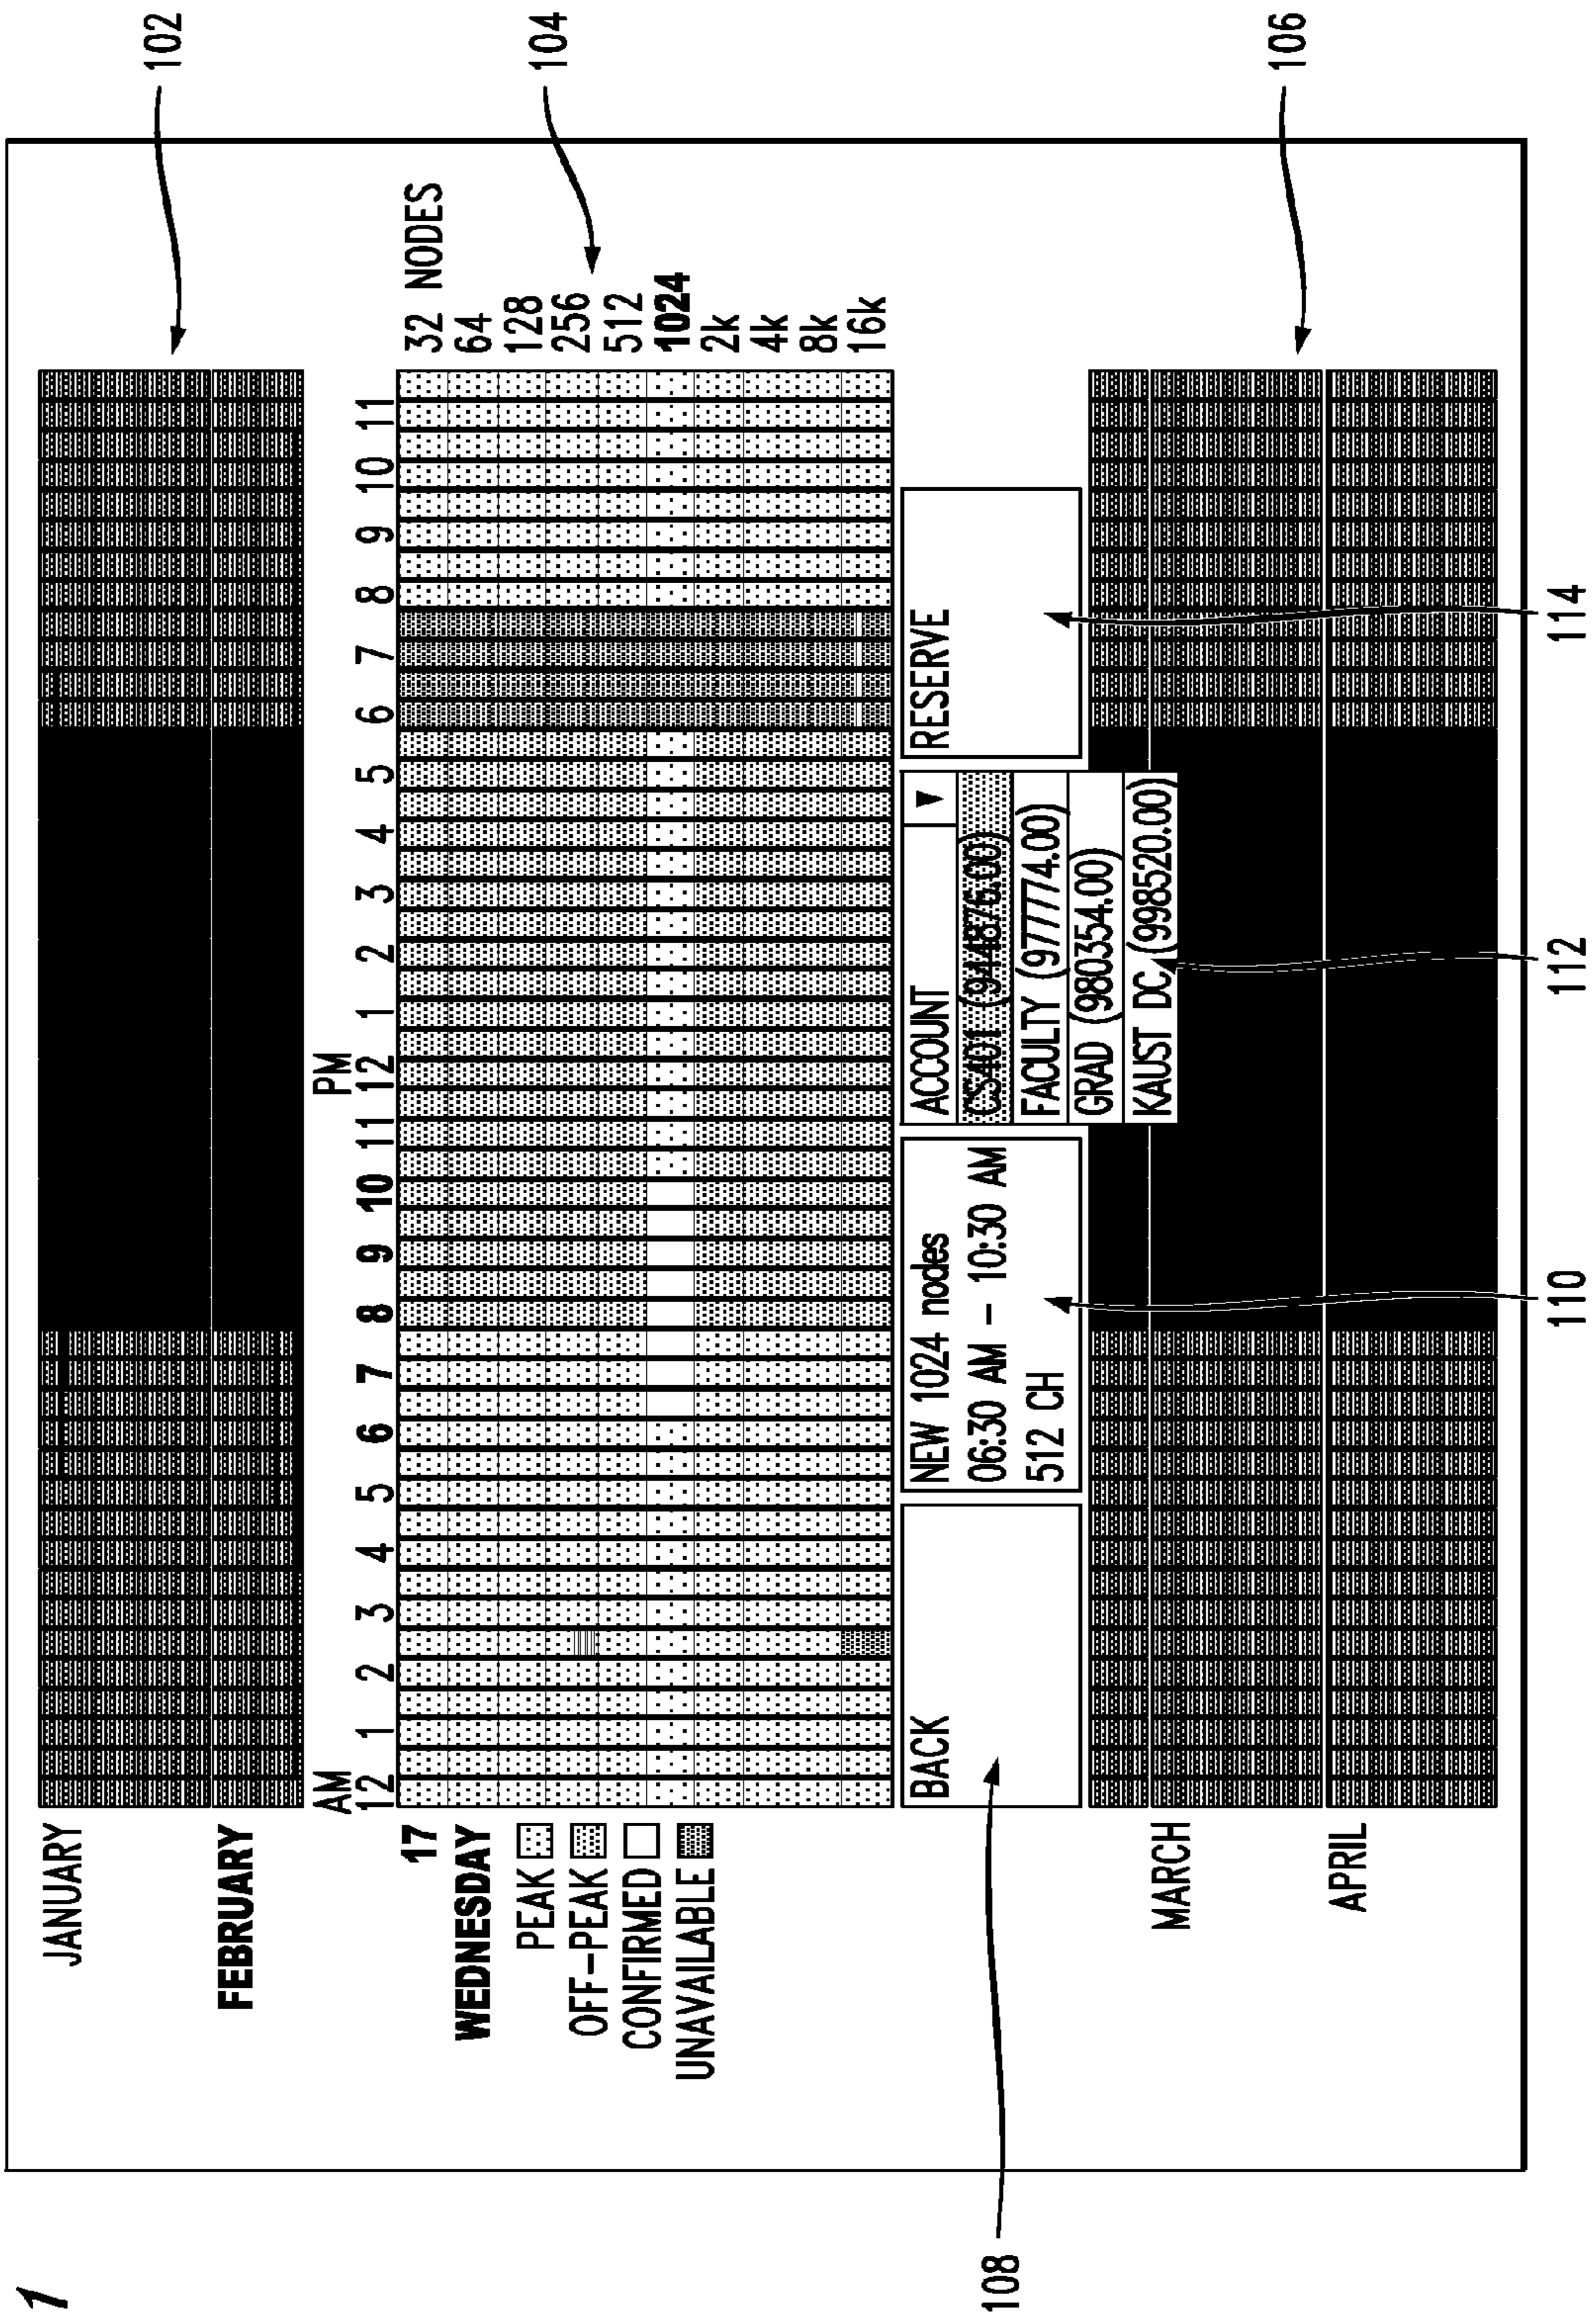 1
102
JANUARY
FEBRUARY
AM PM
12 1 2 3 4 5 6 7 8 9 10 11 12 1 2 3 4 5 6 7 8 9 10 11
17
WEDNESDAY
PEAK
OFF-PEAK
CONFIRMED
UNAVAILABLE
32 NODES
64
128
256
512
1024
2k
4k
8k
16k
104
BACK
NEW 1024 nodes
06:30 AM - 10:30 AM
512 CH
ACCOUNT ▼
CS401 (944876.00)
FACULTY (977774.00)
GRAD (980354.00)
KAUST DC (998520.00)
RESERVE
MARCH
APRIL
106
108
110
112
114